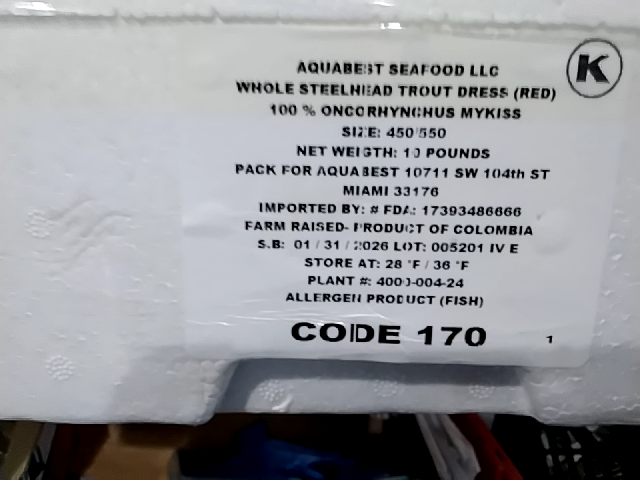 AQUABEST SEAFOOD LLC
K
WHOLE STEELHEAD TROUT DRESS (RED)
100 % ONCORHYNCHUS MYKISS
SIZE: 450/550
NET WEIGTH: 10 POUNDS
PACK FOR AQUABEST 10711 SW 104th ST
MIAMI 33176
IMPORTED BY: # FDA: 17393486666
FARM RAISED- PRODUCT OF COLOMBIA
S.B: 01 / 31 / 2026 LOT: 005201 IV E
STORE AT: 28 °F / 36 °F
PLANT #: 4000-004-24
ALLERGEN PRODUCT (FISH)
CODE 170
1